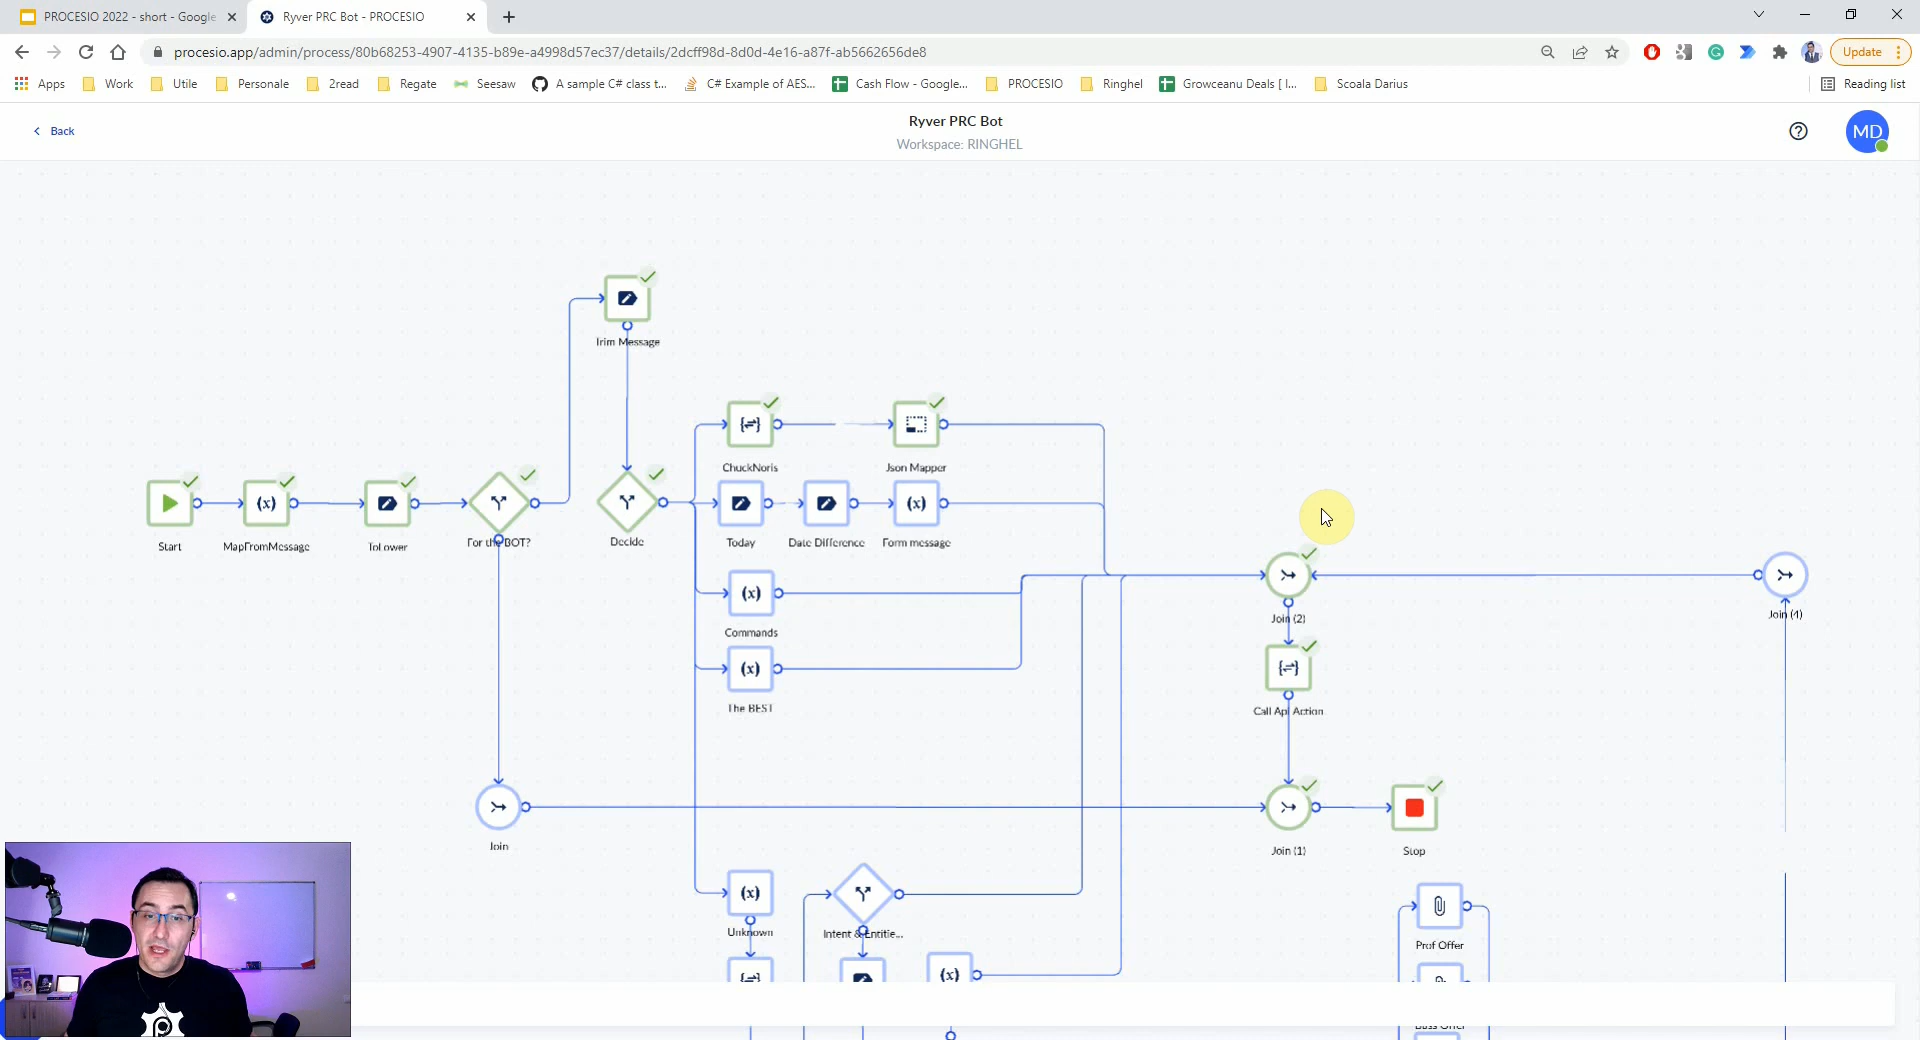 PROCESIO 2022 - short - Google
Ryver PRC Bot - PROCESIO
procesio.app/admin/process/80b68253-4907-4135-b89e-a4998d57ec37/details/2dcff98d-8d0d-4e16-a87f-ab5662656de8
Update
Apps
Work
Utile
Personale
2read
Regate
Seesaw
A sample C# class t...
C# Example of AES...
Cash Flow - Google...
PROCESIO
Ringhel
Growceanu Deals [ I...
Scoala Darius
Reading list
Back
Ryver PRC Bot
Workspace: RINGHEL
MD
Trim Message
ChuckNoris
Json Mapper
Start
MapFromMessage
ToLower
For the BOT?
Decide
Today
Date Difference
Form message
Commands
The BEST
Join (2)
Join (4)
Call Api Action
Join
Join (1)
Stop
Unknown
Intent & Entitie...
Prof Offer